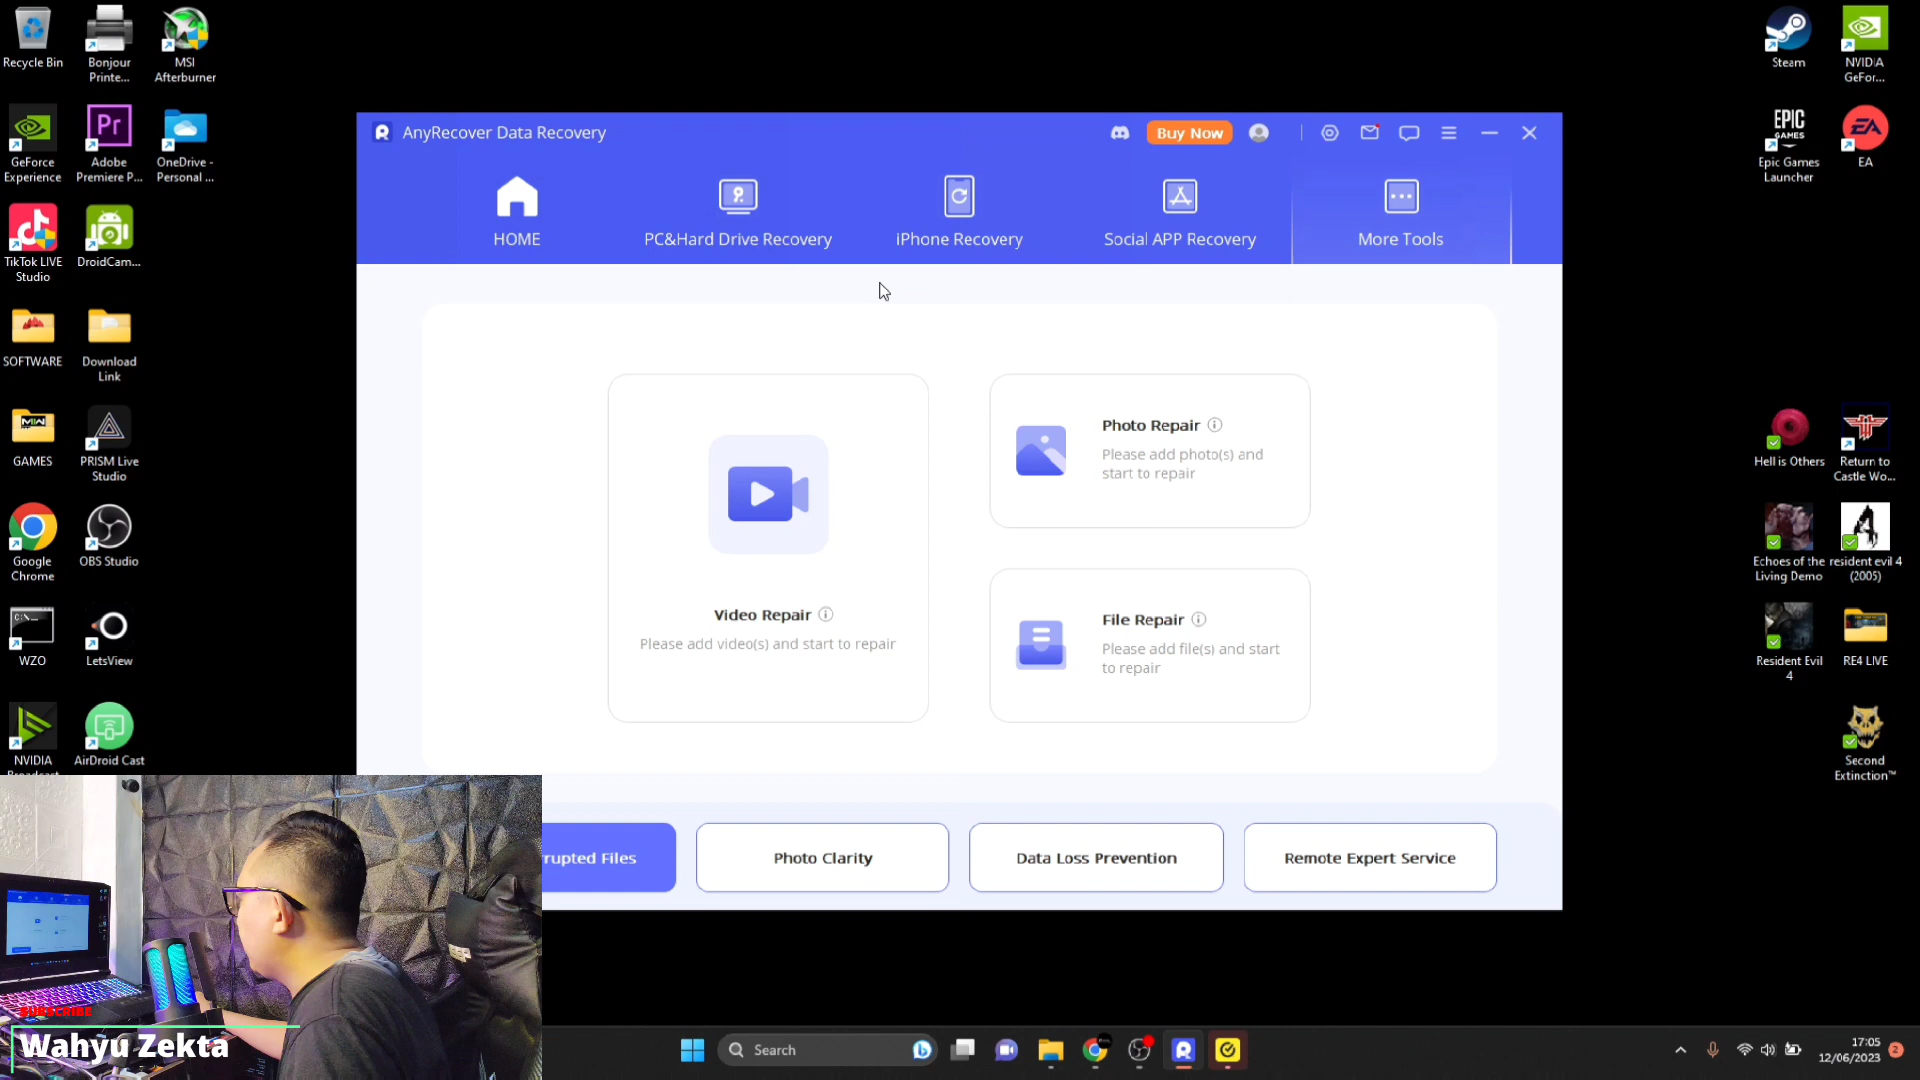 Recycle Bin
Bonjour
Printe...
MSI
Afterburner
Steam
NVIDIA
GeFor...
GeForce
Experience
Pr
Adobe
Premiere P...
OneDrive -
Personal ...
EPIC
GAMES
Epic Games
Launcher
EA
EA
TikTok LIVE
Studio
DroidCam...
SOFTWARE
Download
Link
GAMES
PRISM Live
Studio
Google
Chrome
OBS Studio
WZO
LetsView
NVIDIA
AirDroid Cast
Hell is Others
Return to
Castle Wo...
Echoes of the
Living Demo
resident evil 4
(2005)
Resident Evil
4
RE4 LIVE
Second
Extinction™
AnyRecover Data Recovery
Buy Now
HOME
PC&Hard Drive Recovery
iPhone Recovery
Social APP Recovery
More Tools
Video Repair
Please add video(s) and start to repair
Photo Repair
Please add photo(s) and
start to repair
File Repair
Please add file(s) and start
to repair
rupted Files
Photo Clarity
Data Loss Prevention
Remote Expert Service
SUBSCRIBE
Wahyu Zekta
Search
17:05
12/06/2023
2